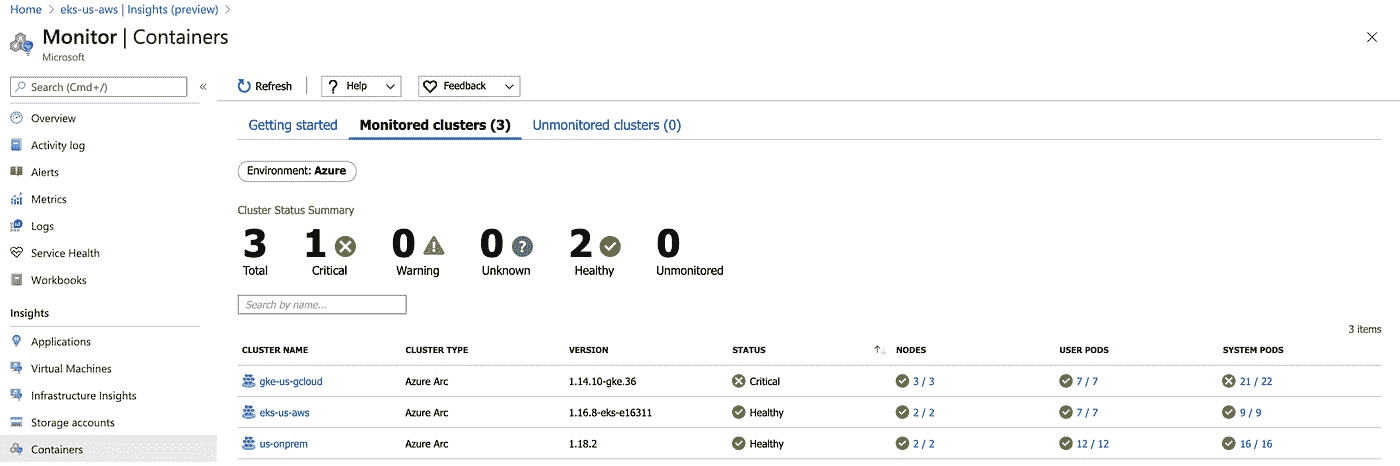 Home > eks-us-aws | Insights (preview) >
Monitor | Containers
Microsoft
Search (Cmd+/)
«
Refresh
Help
Feedback
Overview
Activity log
Alerts
Metrics
Logs
Service Health
Workbooks
Insights
Applications
Virtual Machines
Infrastructure Insights
Storage accounts
Containers
Getting started Monitored clusters (3) Unmonitored clusters (0)
Environment: Azure
Cluster Status Summary
3 1 0 0 2 0
Total Critical Warning Unknown Healthy Unmonitored
Search by name...
3 items
CLUSTER NAME CLUSTER TYPE VERSION STATUS NODES USER PODS SYSTEM PODS
gke-us-gcloud Azure Arc 1.14.10-gke.36 Critical 3 / 3 7 / 7 21 / 22
eks-us-aws Azure Arc 1.16.8-eks-e16311 Healthy 2 / 2 7 / 7 9 / 9
us-onprem Azure Arc 1.18.2 Healthy 2 / 2 12 / 12 16 / 16